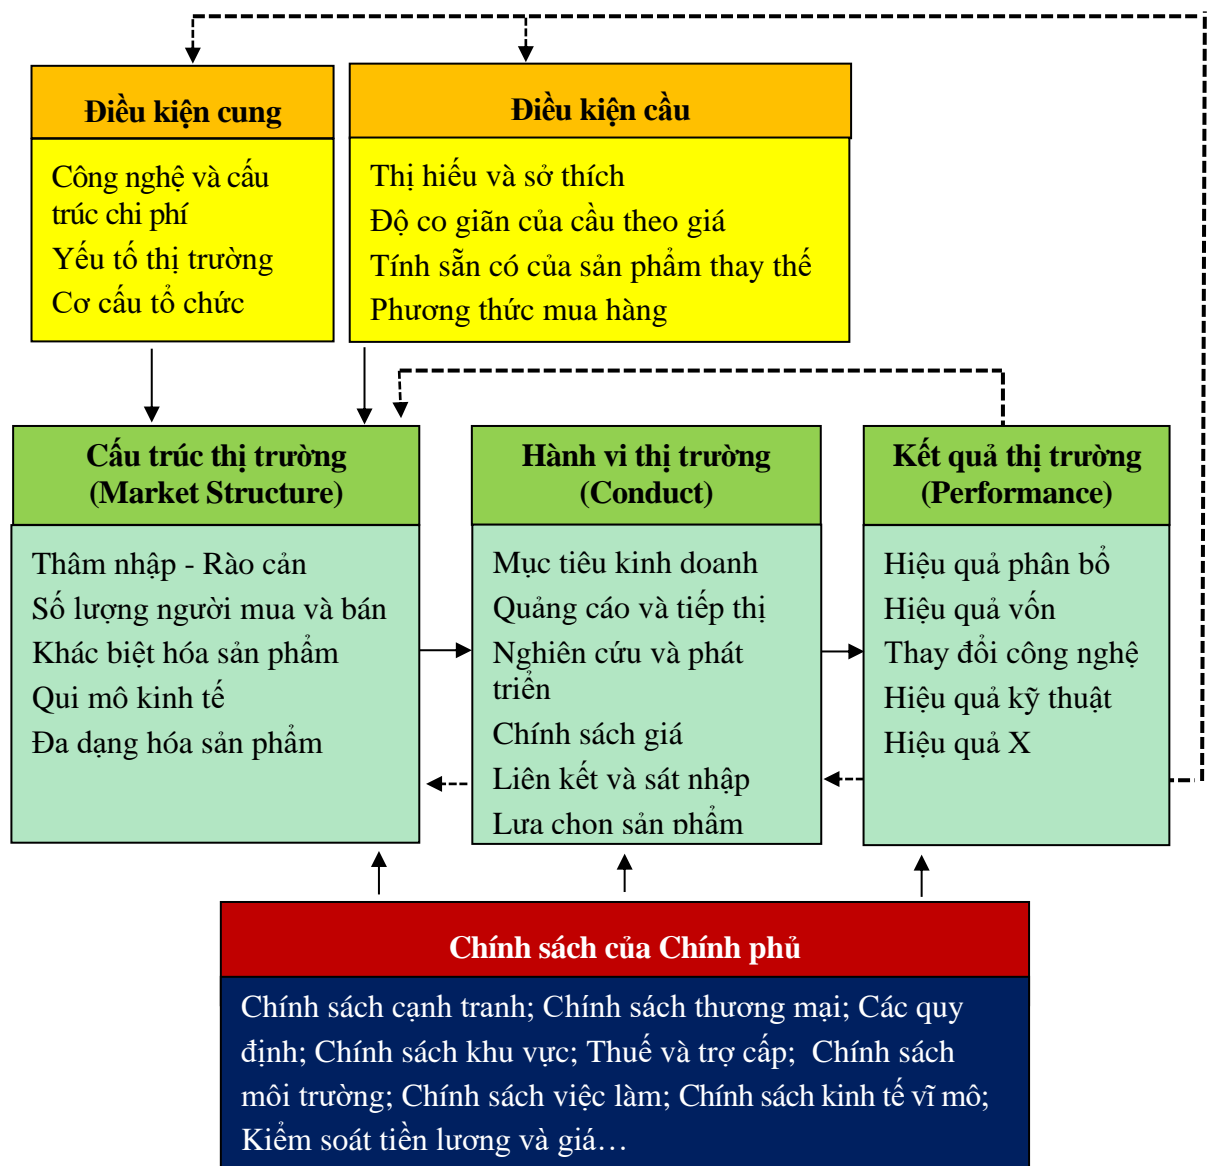 Điều kiện cung
Công nghệ và cấu
trúc chi phí
Yếu tố thị trường
Cơ cấu tổ chức
Điều kiện cầu
Thị hiếu và sở thích
Độ co giãn của cầu theo giá
Tính sẵn có của sản phẩm thay thế
Phương thức mua hàng
Cấu trúc thị trường
(Market Structure)
Thâm nhập - Rào cản
Số lượng người mua và bán
Khác biệt hóa sản phẩm
Qui mô kinh tế
Đa dạng hóa sản phẩm
Hành vi thị trường
(Conduct)
Mục tiêu kinh doanh
Quảng cáo và tiếp thị
Nghiên cứu và phát
triển
Chính sách giá
Liên kết và sát nhập
Lựa chọn sản phẩm
Kết quả thị trường
(Performance)
Hiệu quả phân bổ
Hiệu quả vốn
Thay đổi công nghệ
Hiệu quả kỹ thuật
Hiệu quả X
Chính sách của Chính phủ
Chính sách cạnh tranh; Chính sách thương mại; Các quy
định; Chính sách khu vực; Thuế và trợ cấp; Chính sách
môi trường; Chính sách việc làm; Chính sách kinh tế vĩ mô;
Kiểm soát tiền lương và giá…